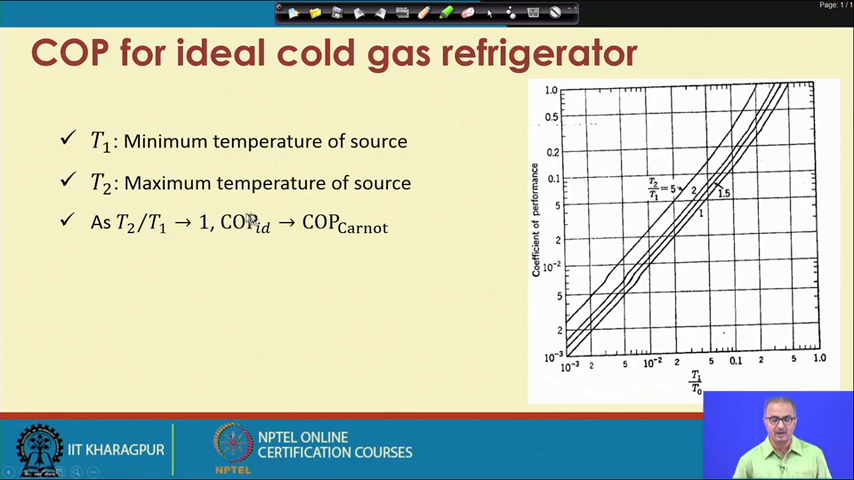 Page: 1 / 1
COP for ideal cold gas refrigerator
✓ T₁: Minimum temperature of source
✓ T₂: Maximum temperature of source
✓ As T₂/T₁ → 1, COP_id → COP_Carnot
Coefficient of performance
1.0
.5
0.2
0.1
5
2
10⁻²
5
2
10⁻³
T₂/T₁ = 5
2
1.5
1
10⁻³ 2 5 10⁻² 2 5 0.1 2 5 1.0
T₁/T₀
IIT KHARAGPUR
NPTEL
NPTEL ONLINE
CERTIFICATION COURSES